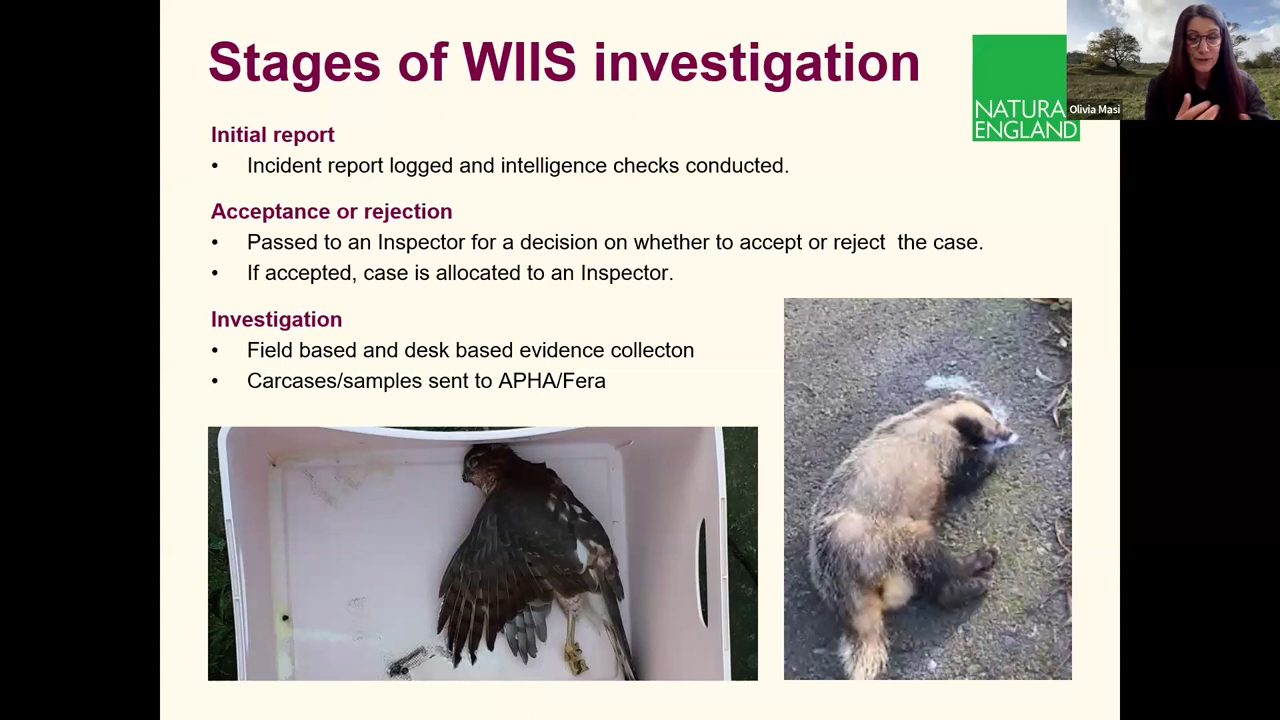 Stages of WIIS investigation
NATURA
ENGLAND
Olivia Masi
Initial report
• Incident report logged and intelligence checks conducted.
Acceptance or rejection
• Passed to an Inspector for a decision on whether to accept or reject  the case.
• If accepted, case is allocated to an Inspector.
Investigation
• Field based and desk based evidence collecton
• Carcases/samples sent to APHA/Fera